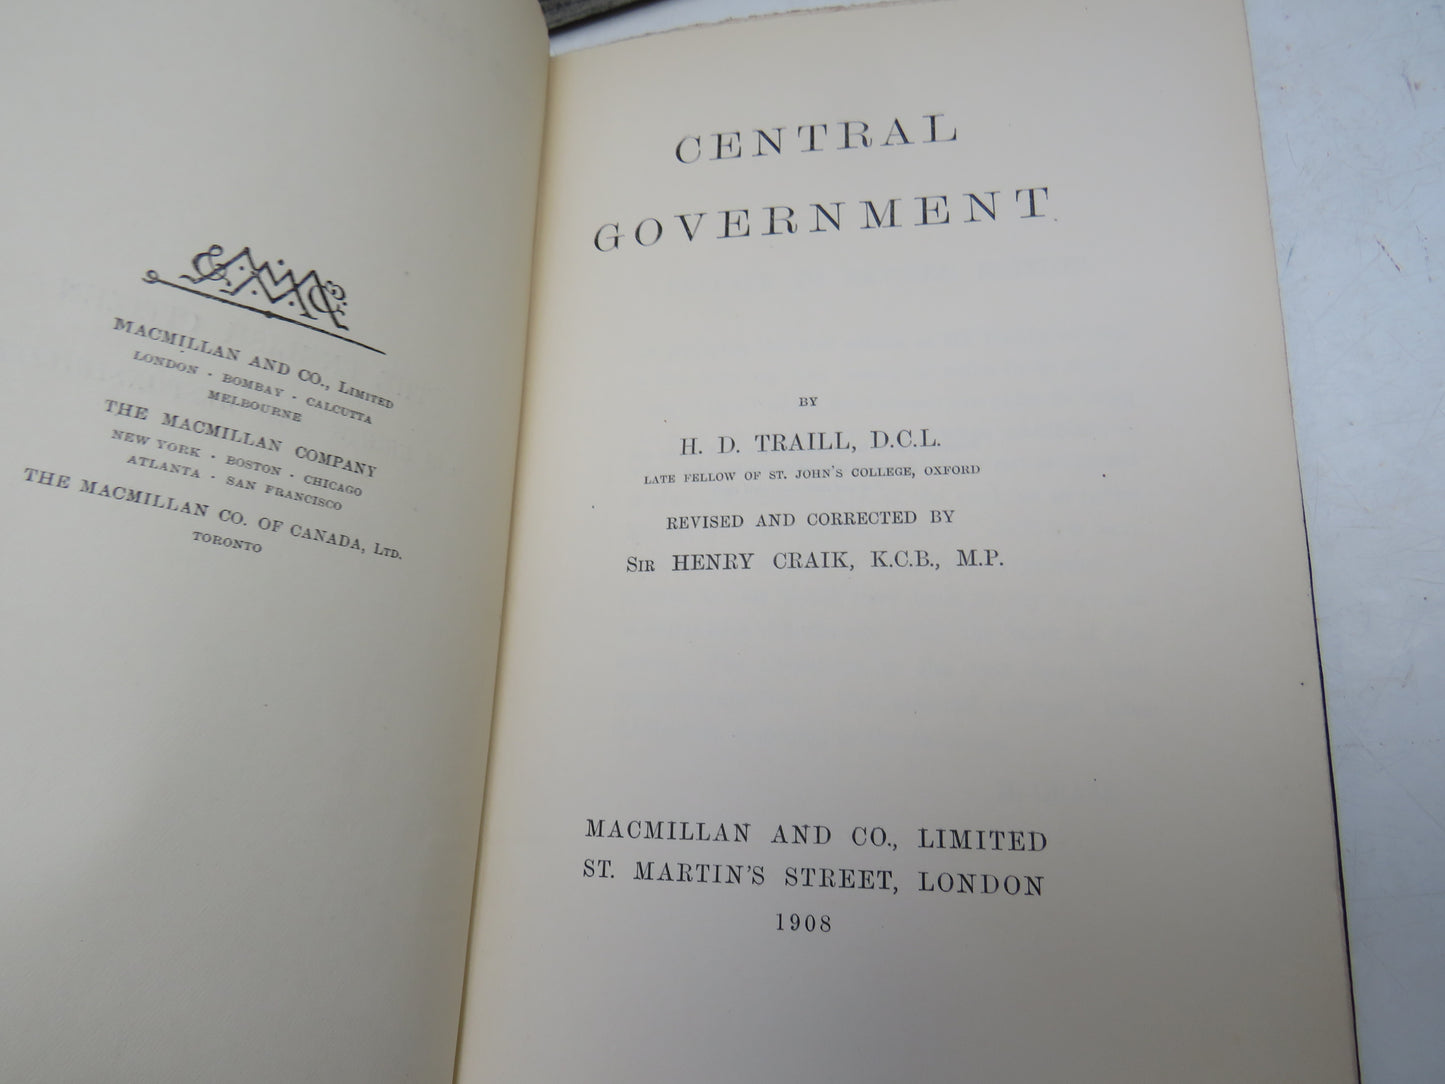 MACMILLAN AND CO., LIMITED
LONDON · BOMBAY · CALCUTTA
MELBOURNE
THE MACMILLAN COMPANY
NEW YORK · BOSTON · CHICAGO
ATLANTA · SAN FRANCISCO
THE MACMILLAN CO. OF CANADA, LTD.
TORONTO
CENTRAL
GOVERNMENT
BY
H. D. TRAILL, D.C.L.
LATE FELLOW OF ST. JOHN'S COLLEGE, OXFORD
REVISED AND CORRECTED BY
SIR HENRY CRAIK, K.C.B., M.P.
MACMILLAN AND CO., LIMITED
ST. MARTIN'S STREET, LONDON
1908